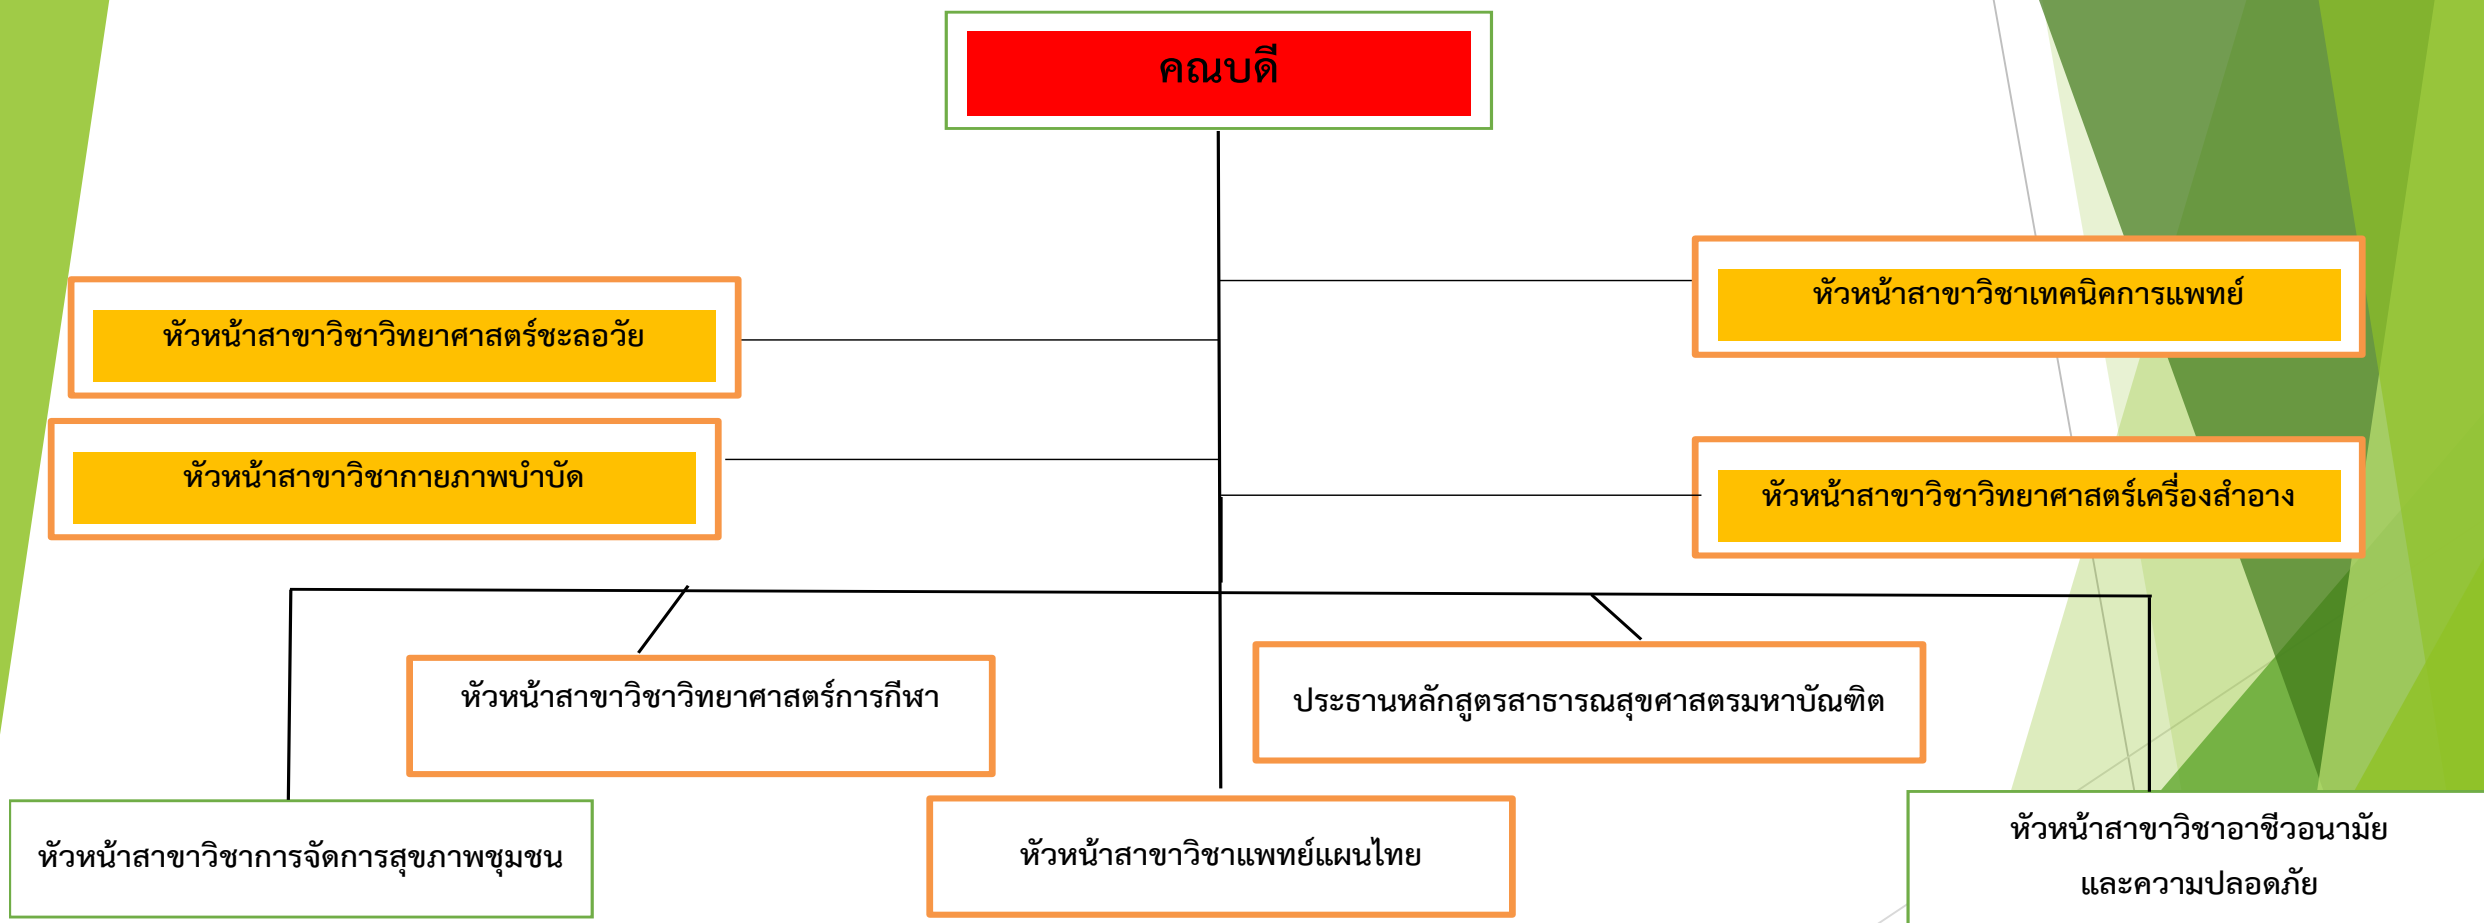 คณบดี
หัวหน้าสาขาวิชาเทคนิคการแพทย์
หัวหน้าสาขาวิชาวิทยาศาสตร์ชะลอวัย
หัวหน้าสาขาวิชากายภาพบำบัด
หัวหน้าสาขาวิชาวิทยาศาสตร์เครื่องสำอาง
หัวหน้าสาขาวิชาวิทยาศาสตร์การกีฬา
ประธานหลักสูตรสาธารณสุขศาสตรมหาบัณฑิต
หัวหน้าสาขาวิชาการจัดการสุขภาพชุมชน
หัวหน้าสาขาวิชาแพทย์แผนไทย
หัวหน้าสาขาวิชาอาชีวอนามัย
และความปลอดภัย